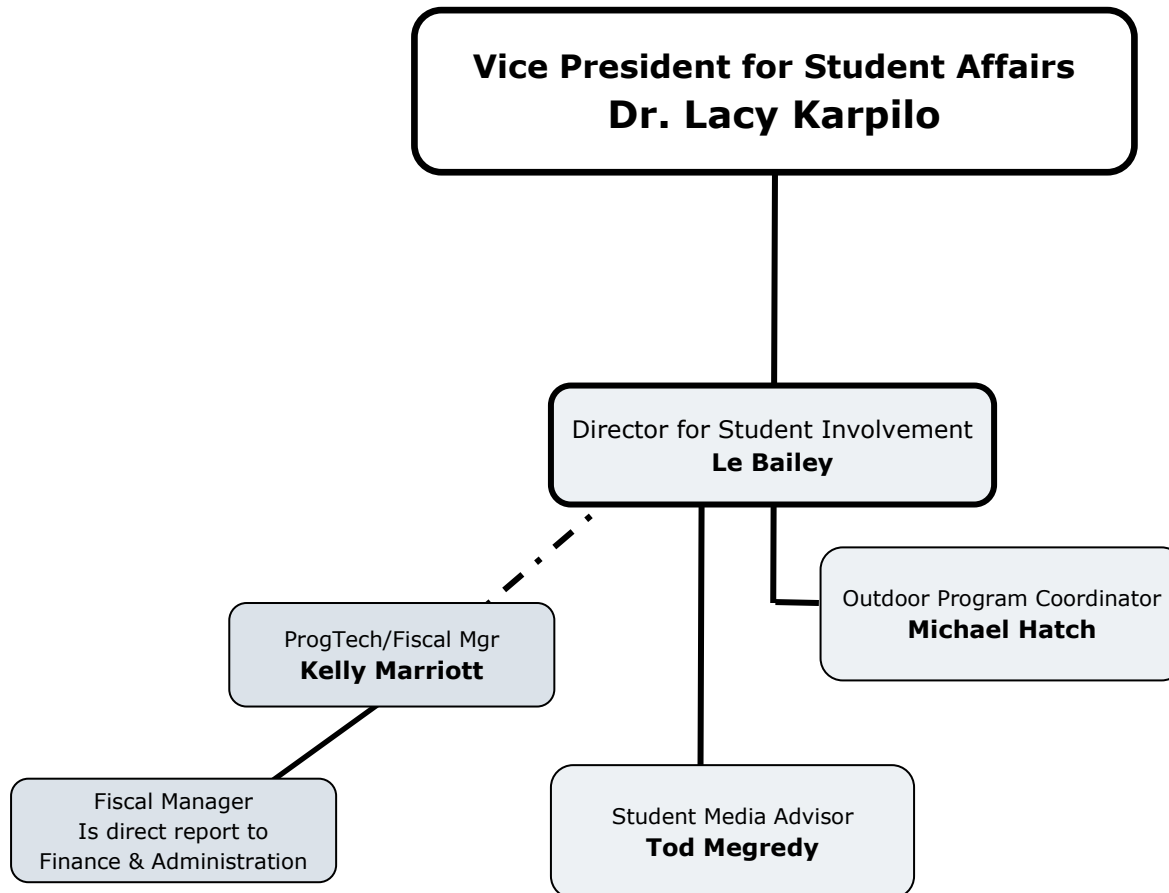 Vice President for Student Affairs
Dr. Lacy Karpilo
Director for Student Involvement
Le Bailey
Outdoor Program Coordinator
Michael Hatch
ProgTech/Fiscal Mgr
Kelly Marriott
Fiscal Manager
Is direct report to
Finance & Administration
Student Media Advisor
Tod Megredy